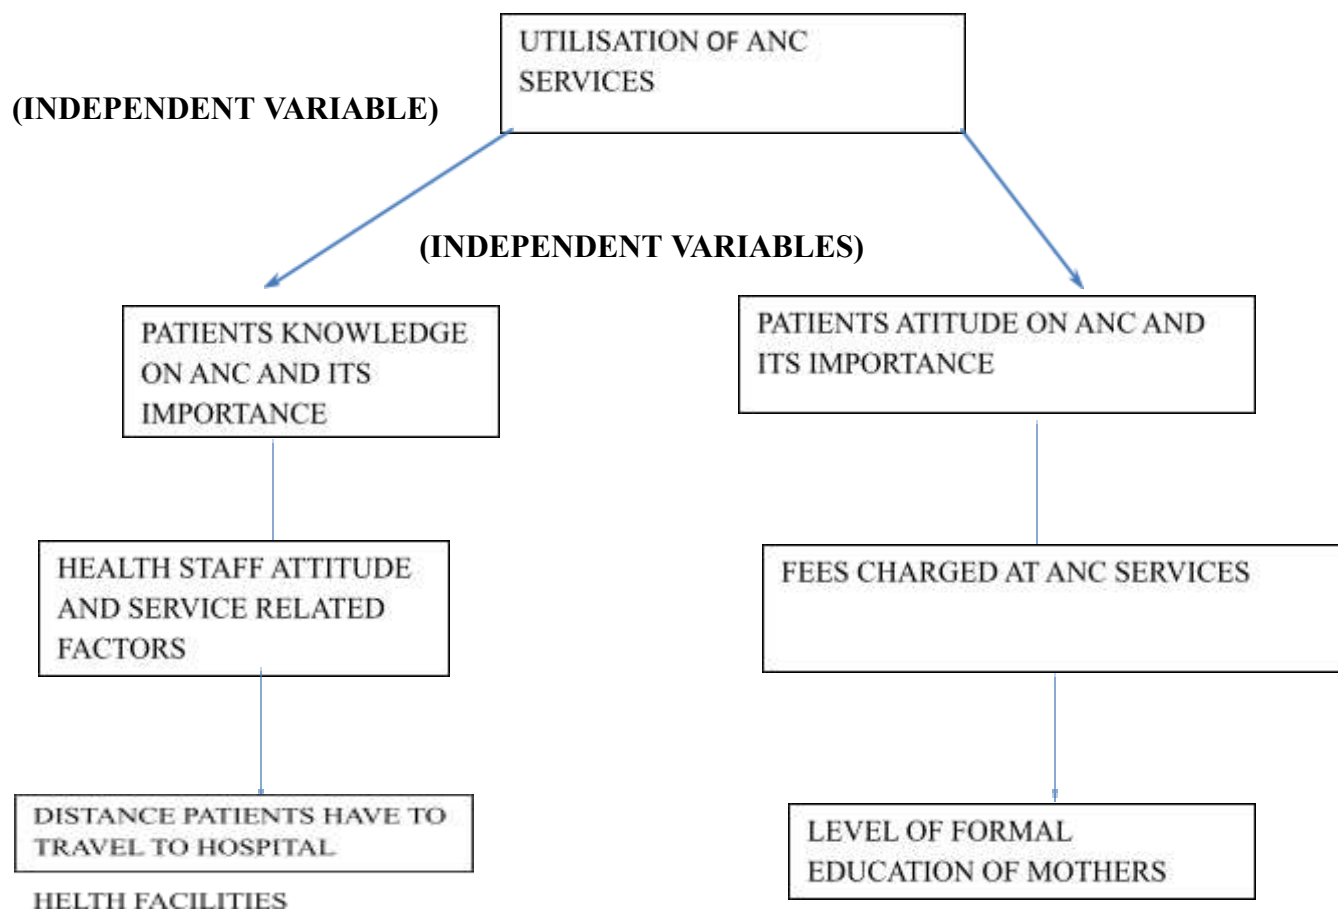 UTILISATION OF ANC
SERVICES
(INDEPENDENT VARIABLE)
(INDEPENDENT VARIABLES)
PATIENTS KNOWLEDGE
ON ANC AND ITS
IMPORTANCE
PATIENTS ATITUDE ON ANC AND
ITS IMPORTANCE
HEALTH STAFF ATTITUDE
AND SERVICE RELATED
FACTORS
FEES CHARGED AT ANC SERVICES
DISTANCE PATIENTS HAVE TO
TRAVEL TO HOSPITAL
HELTH FACILITIES
LEVEL OF FORMAL
EDUCATION OF MOTHERS